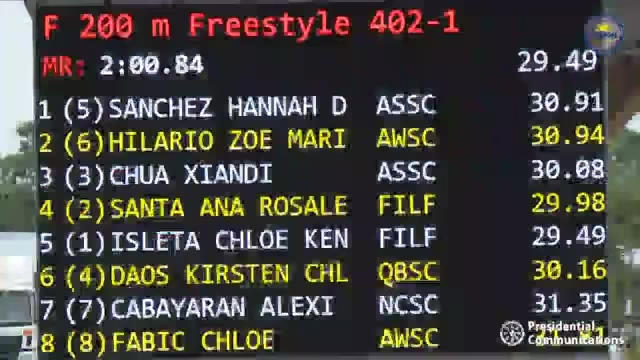 F 200 m Freestyle 402-1
MR: 2:00.84 29.49
1 (5) SANCHEZ HANNAH D ASSC 30.91
2 (6) HILARIO ZOE MARI AWSC 30.94
3 (3) CHUA XIANDI ASSC 30.08
4 (2) SANTA ANA ROSALE FILF 29.98
5 (1) ISLETA CHLOE KEN FILF 29.49
6 (4) DAOS KIRSTEN CHL QBSC 30.16
7 (7) CABAYARAN ALEXI NCSC 31.35
8 (8) FABIC CHLOE AWSC
Presidential
Communications